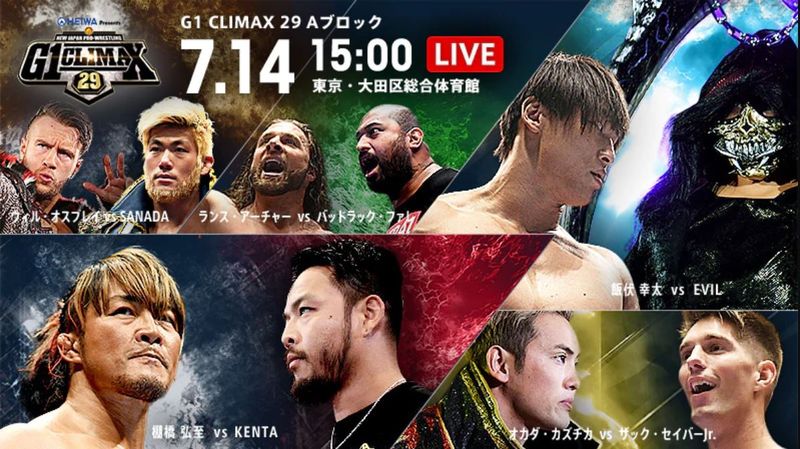 HEIWA Presents
NEW JAPAN PRO-WRESTLING
G1 CLIMAX
29
G1 CLIMAX 29 Aブロック
7.14 15:00 LIVE
東京・大田区総合体育館
ウィル・オスプレイ vs SANADA
ランス・アーチャー vs バッドラック・ファレ
飯伏 幸太 vs EVIL
棚橋 弘至 vs KENTA
オカダ・カズチカ vs ザック・セイバーJr.